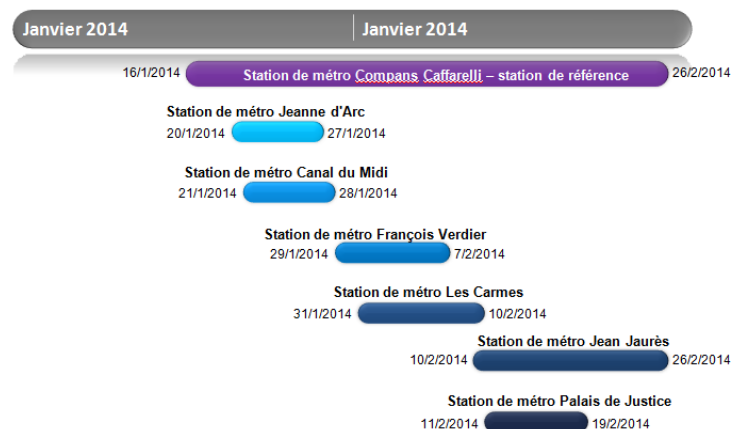 Janvier 2014 Janvier 2014
16/1/2014 Station de métro Compans Caffarelli – station de référence 26/2/2014
Station de métro Jeanne d'Arc
20/1/2014 27/1/2014
Station de métro Canal du Midi
21/1/2014 28/1/2014
Station de métro François Verdier
29/1/2014 7/2/2014
Station de métro Les Carmes
31/1/2014 10/2/2014
Station de métro Jean Jaurès
10/2/2014 26/2/2014
Station de métro Palais de Justice
11/2/2014 19/2/2014